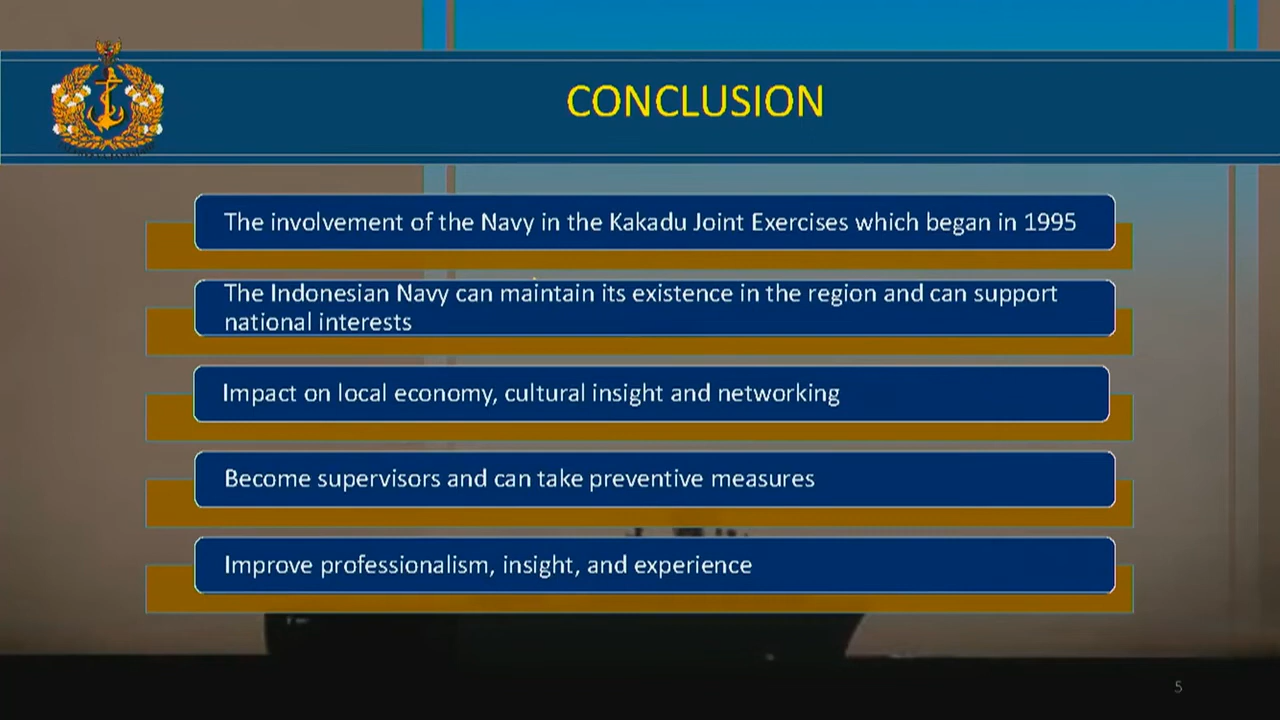 CONCLUSION
The involvement of the Navy in the Kakadu Joint Exercises which began in 1995
The Indonesian Navy can maintain its existence in the region and can support
national interests
Impact on local economy, cultural insight and networking
Become supervisors and can take preventive measures
Improve professionalism, insight, and experience
5